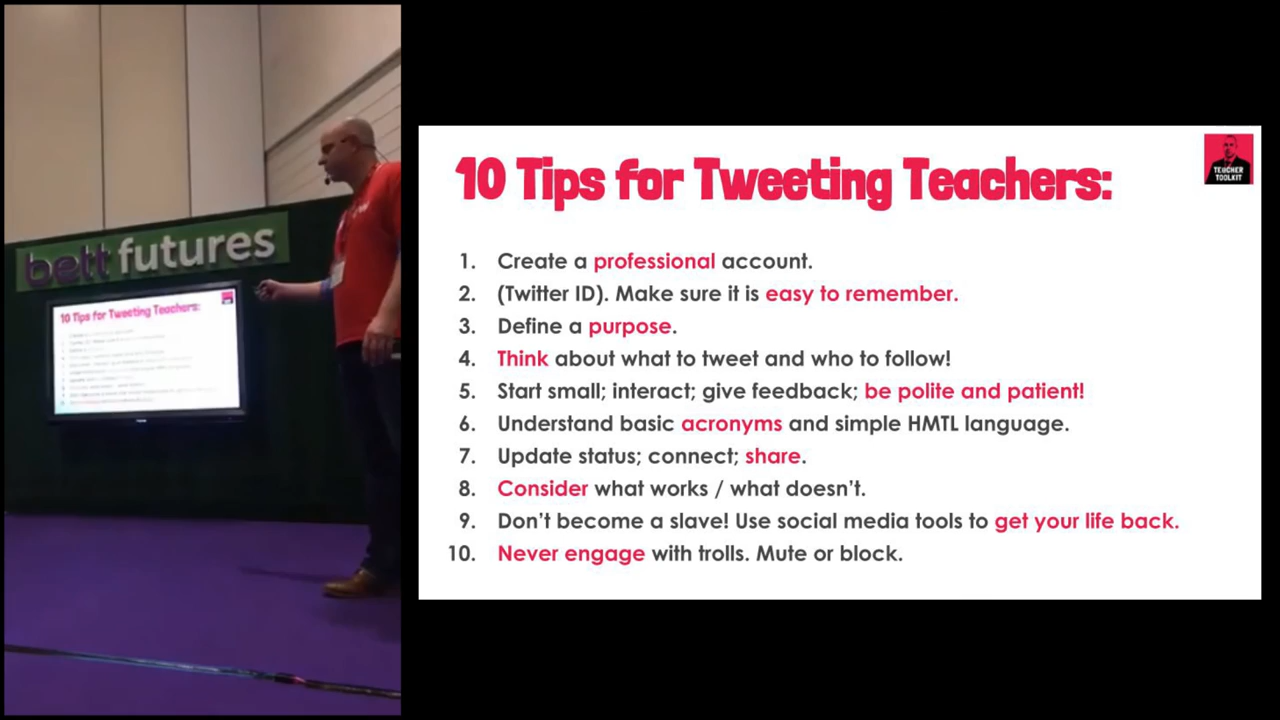 bett futures
10 Tips for Tweeting Teachers:
10 Tips for Tweeting Teachers:
TEACHER
TOOLKIT
1. Create a professional account.
2. (Twitter ID). Make sure it is easy to remember.
3. Define a purpose.
4. Think about what to tweet and who to follow!
5. Start small; interact; give feedback; be polite and patient!
6. Understand basic acronyms and simple HMTL language.
7. Update status; connect; share.
8. Consider what works / what doesn't.
9. Don't become a slave! Use social media tools to get your life back.
10. Never engage with trolls. Mute or block.